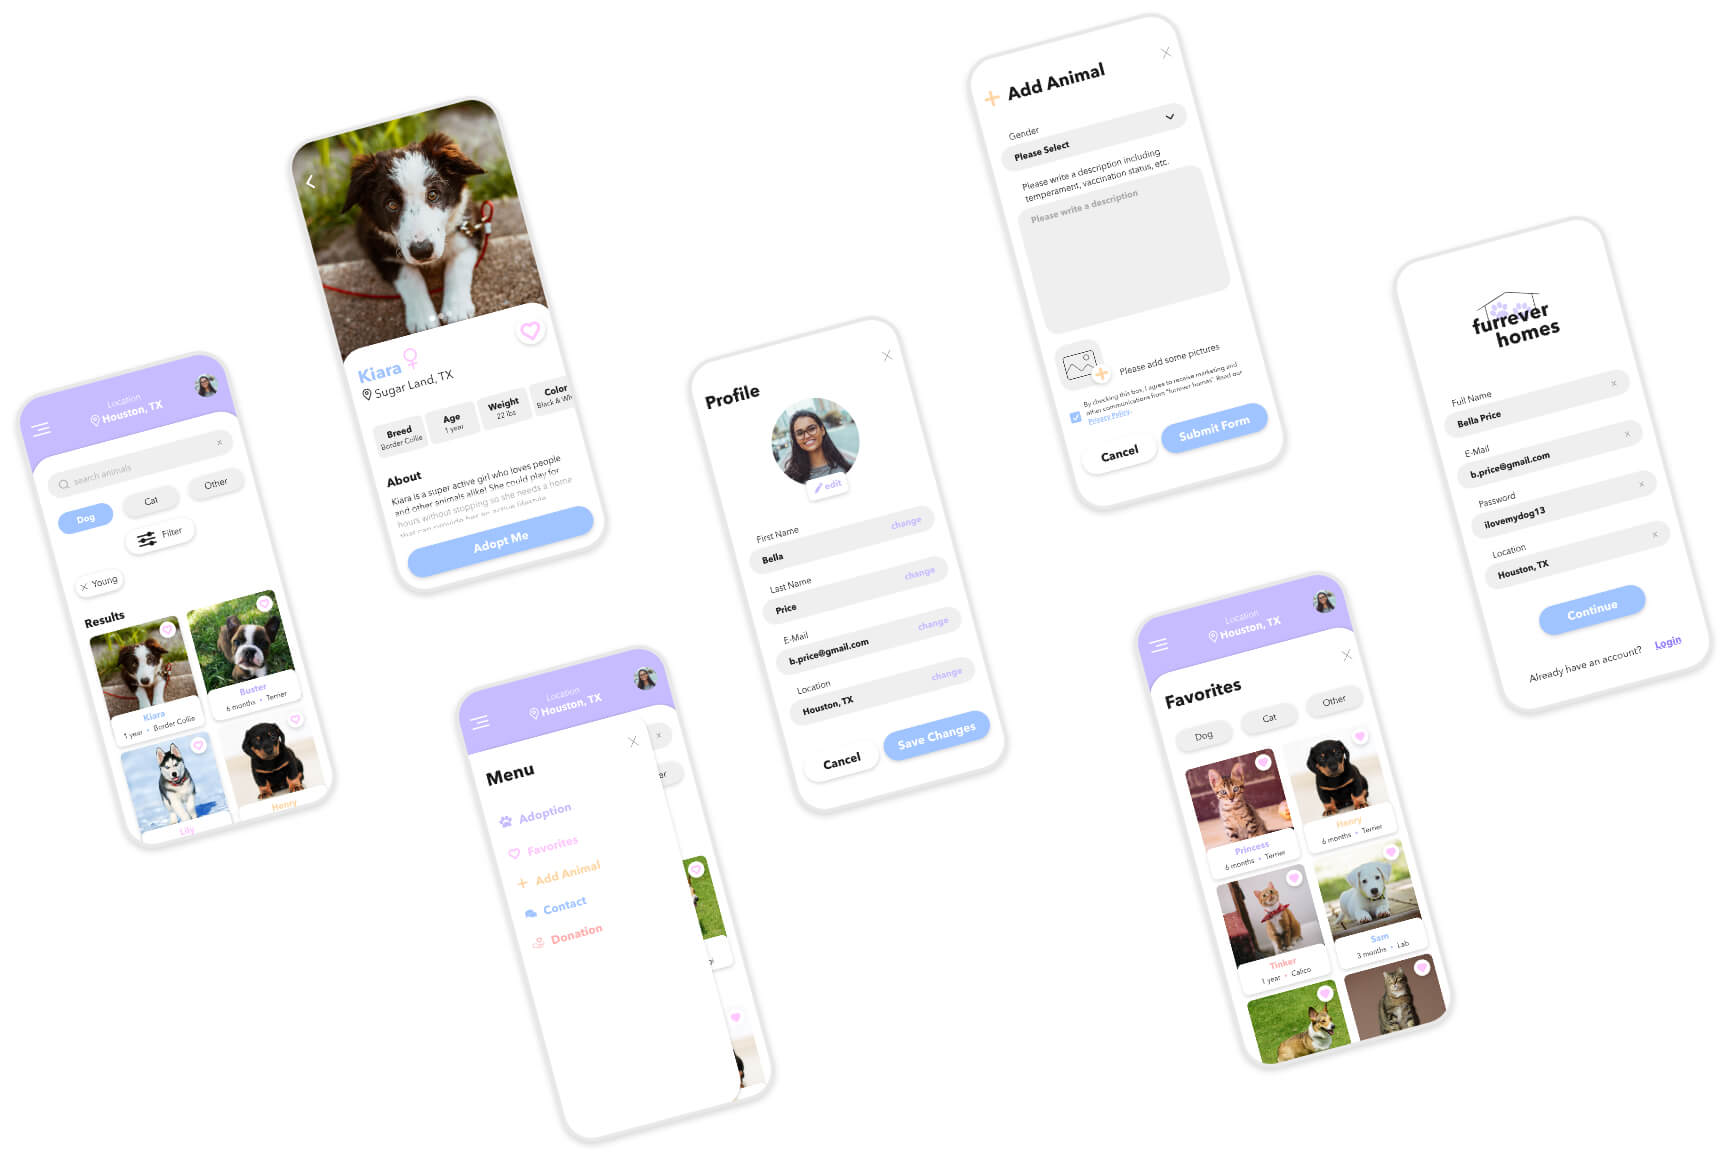 Location
Houston, TX
search animals
Dog
Cat
Other
Filter
Young
Results
Kiara
1 year • Border Collie
Buster
6 months • Terrier
Lily
Henry
Kiara
Sugar Land, TX
Breed
Border Collie
Age
1 year
Weight
22 lbs
Color
Black & Wh
About
Kiara is a super active girl who loves people
and other animals alike! She could play for
hours without stopping so she needs a home
that can provide her an active lifestyle
Adopt Me
Location
Houston, TX
Menu
Adoption
Favorites
Add Animal
Contact
Donation
er
gi
Profile
edit
First Name
Bella
change
Last Name
Price
change
E-Mail
b.price@gmail.com
change
Location
Houston, TX
change
Cancel
Save Changes
Add Animal
Gender
Please Select
Please write a description including
temperament, vaccination status, etc.
Please write a description
Please add some pictures
By checking this box, I agree to receive marketing and
other communications from "furrever homes". Read our
Privacy Policy.
Cancel
Submit Form
Location
Houston, TX
Favorites
Dog
Cat
Other
Princess
6 months • Terrier
Henry
6 months • Terrier
Tinker
1 year • Calico
Sam
3 months • Lab
furrever
homes
Full Name
Bella Price
E-Mail
b.price@gmail.com
Password
ilovemydog13
Location
Houston, TX
Continue
Already have an account? Login